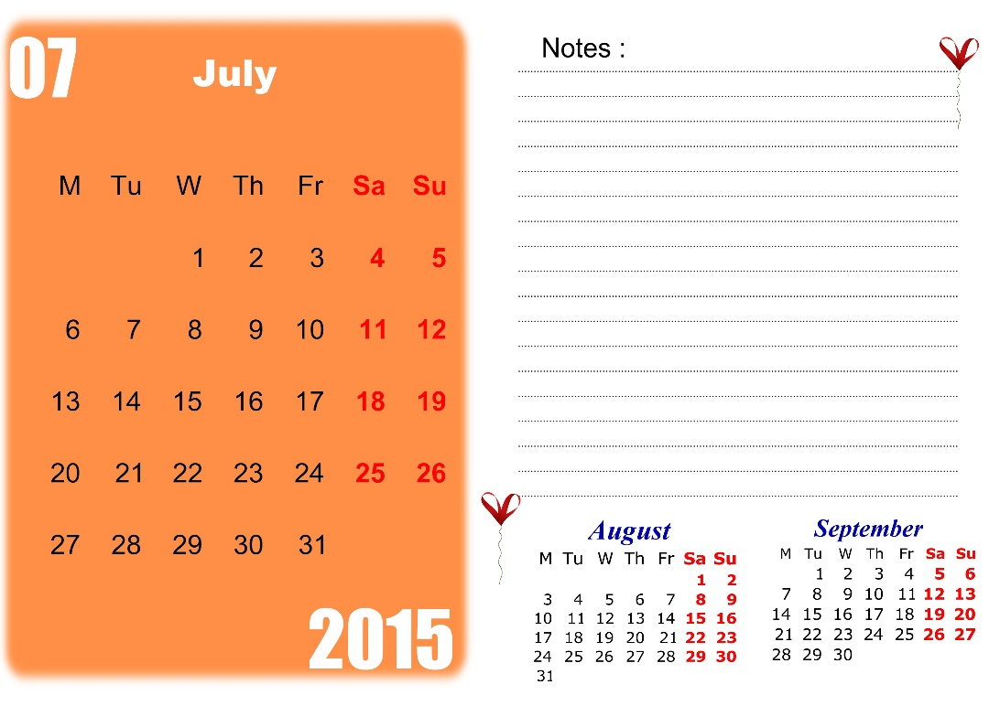 07
July
M Tu W Th Fr Sa Su
1 2 3 4 5
6 7 8 9 10 11 12
13 14 15 16 17 18 19
20 21 22 23 24 25 26
27 28 29 30 31
2015
Notes :
August
M Tu W Th Fr Sa Su
1 2
3 4 5 6 7 8 9
10 11 12 13 14 15 16
17 18 19 20 21 22 23
24 25 26 27 28 29 30
31
September
M Tu W Th Fr Sa Su
1 2 3 4 5 6
7 8 9 10 11 12 13
14 15 16 17 18 19 20
21 22 23 24 25 26 27
28 29 30